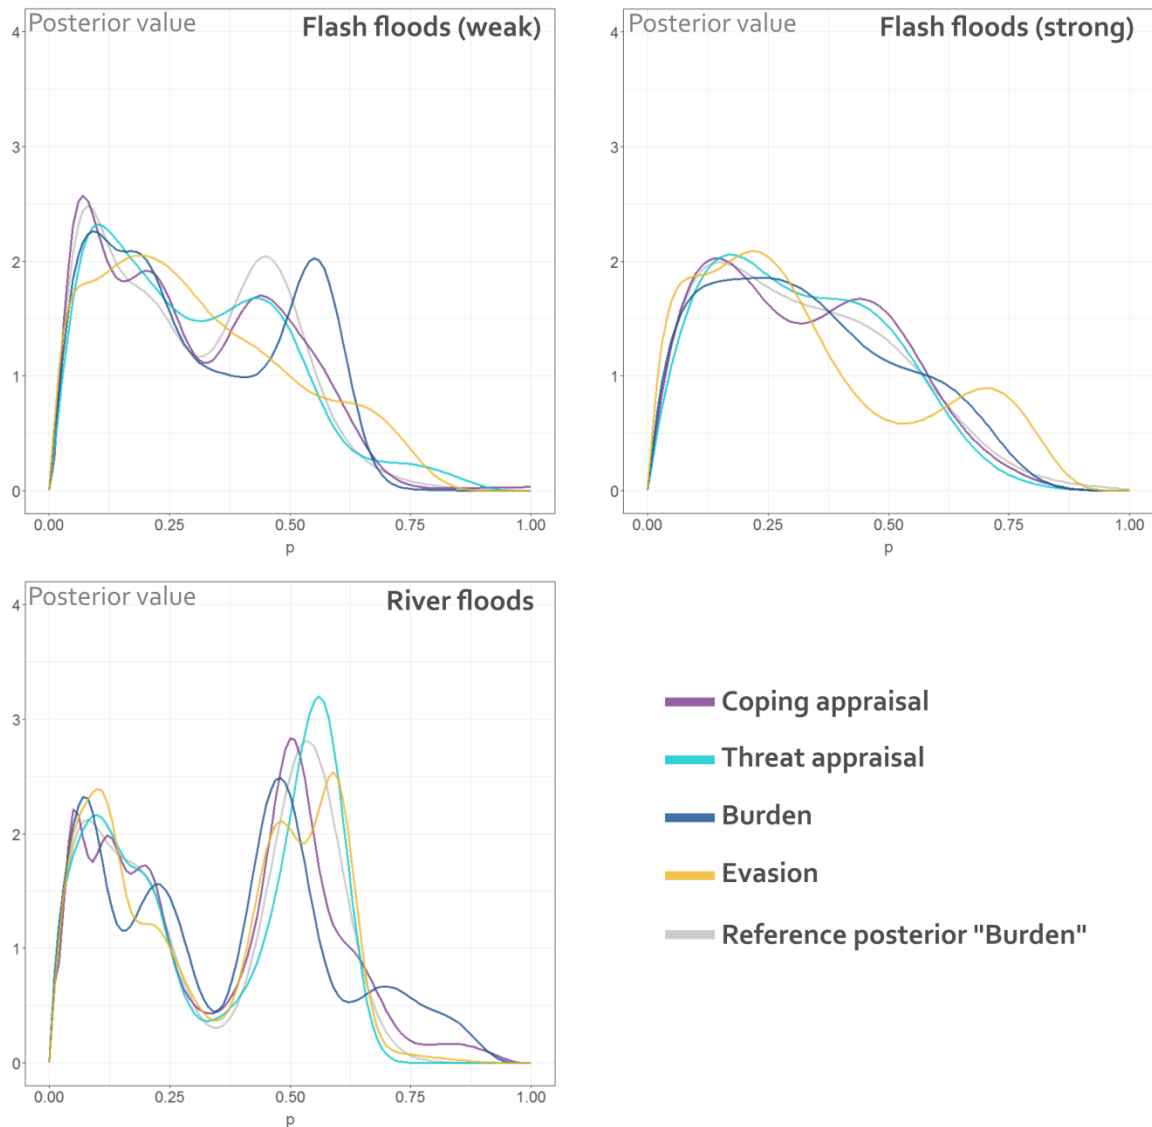 Posterior value
Flash floods (weak)
4
3
2
1
0
0.00 0.25 0.50 0.75 1.00
p
Posterior value
Flash floods (strong)
4
3
2
1
0
0.00 0.25 0.50 0.75 1.00
p
Posterior value
River floods
4
3
2
1
0
0.00 0.25 0.50 0.75 1.00
p
Coping appraisal
Threat appraisal
Burden
Evasion
Reference posterior "Burden"